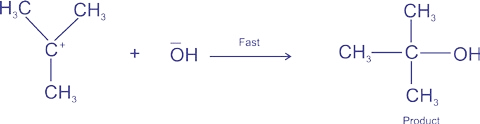 H₃C CH₃
C⁺
CH₃
+
OH
Fast
CH₃
CH₃ C OH
CH₃
Product